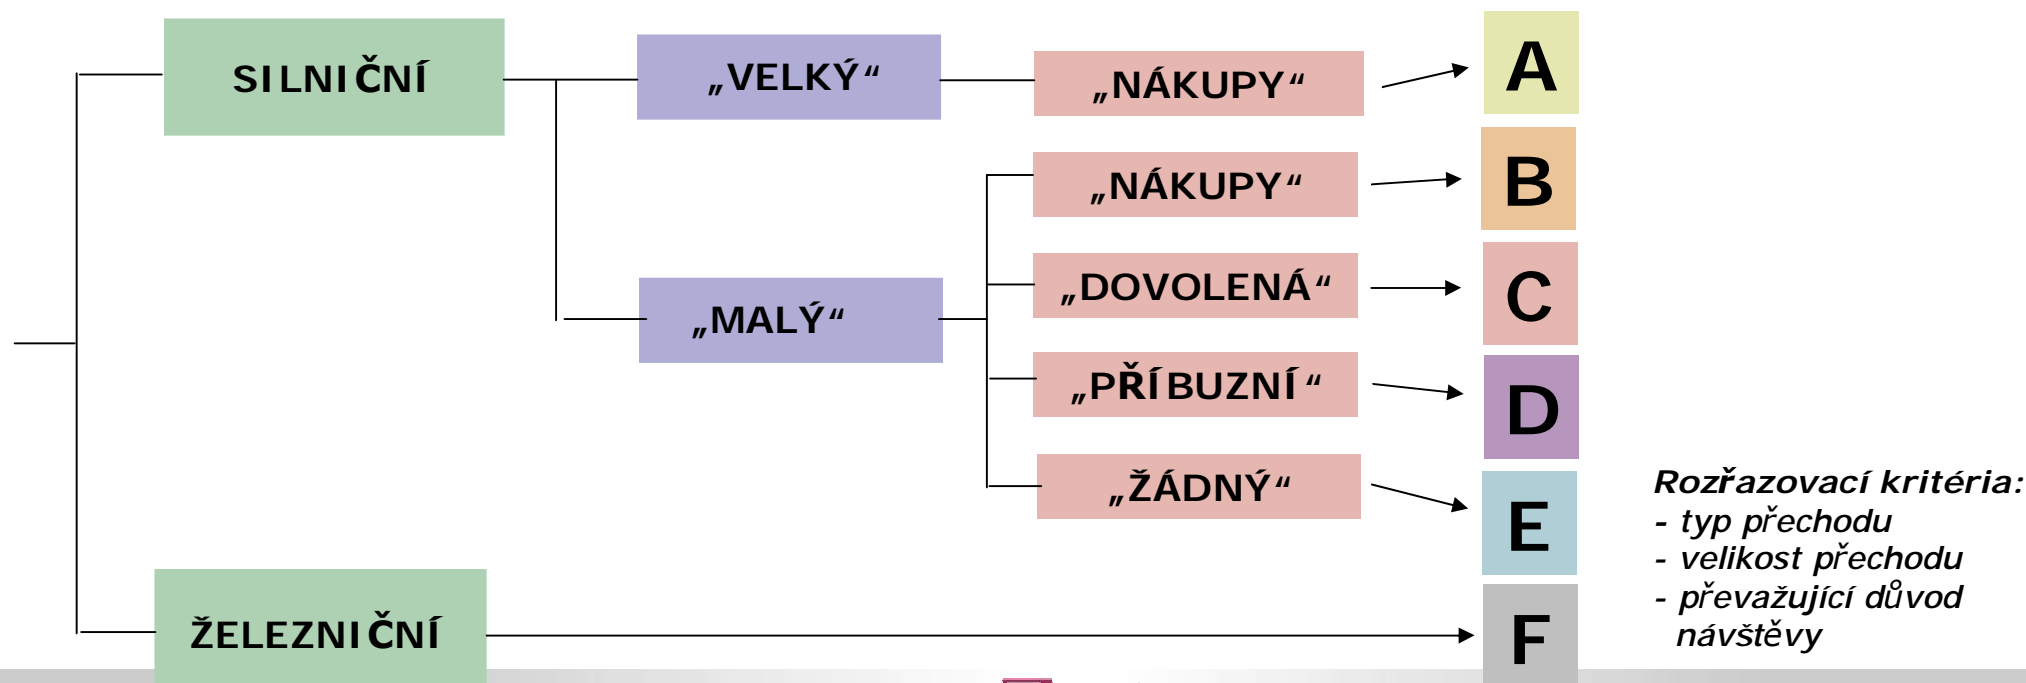 SILNIČNÍ
„VELKÝ“
„NÁKUPY“
A
„NÁKUPY“
B
„DOVOLENÁ“
C
„MALÝ“
„PŘÍBUZNÍ“
D
„ŽÁDNÝ“
E
ŽELEZNIČNÍ
F
Rozřazovací kritéria:
- typ přechodu
- velikost přechodu
- převažující důvod
návštěvy